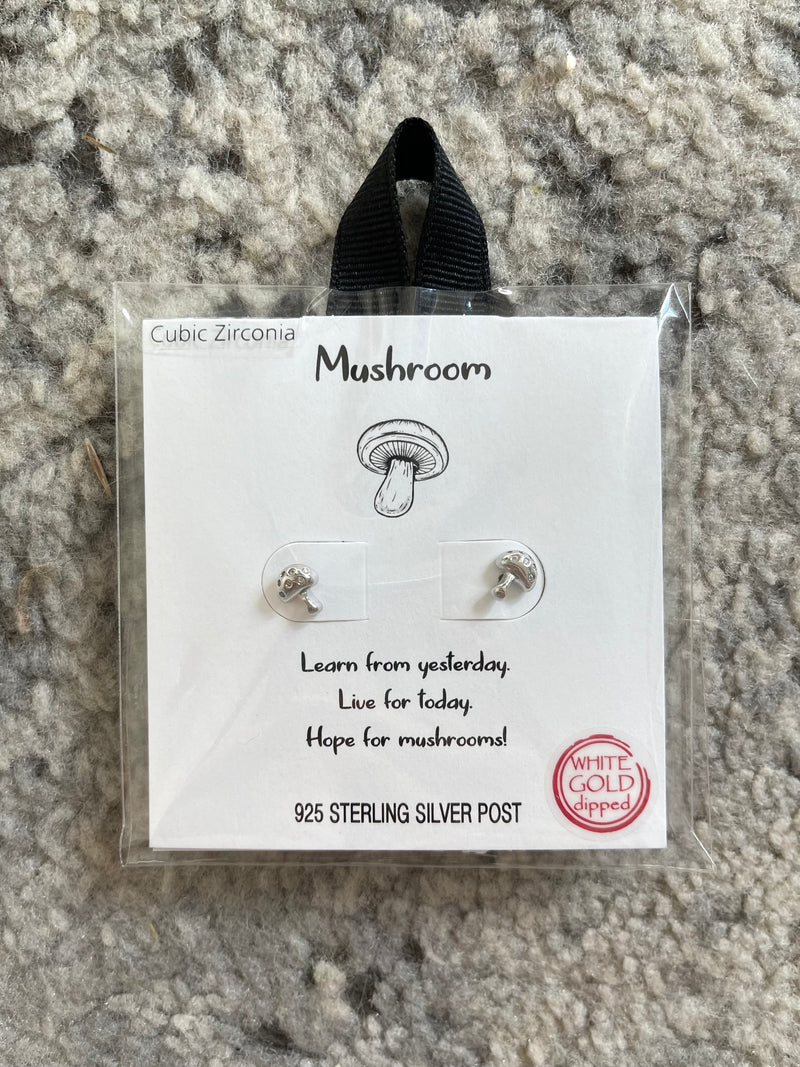 Cubic Zirconia
Mushroom
Learn from yesterday.
Live for today.
Hope for mushrooms!
925 STERLING SILVER POST
WHITE
GOLD
dipped